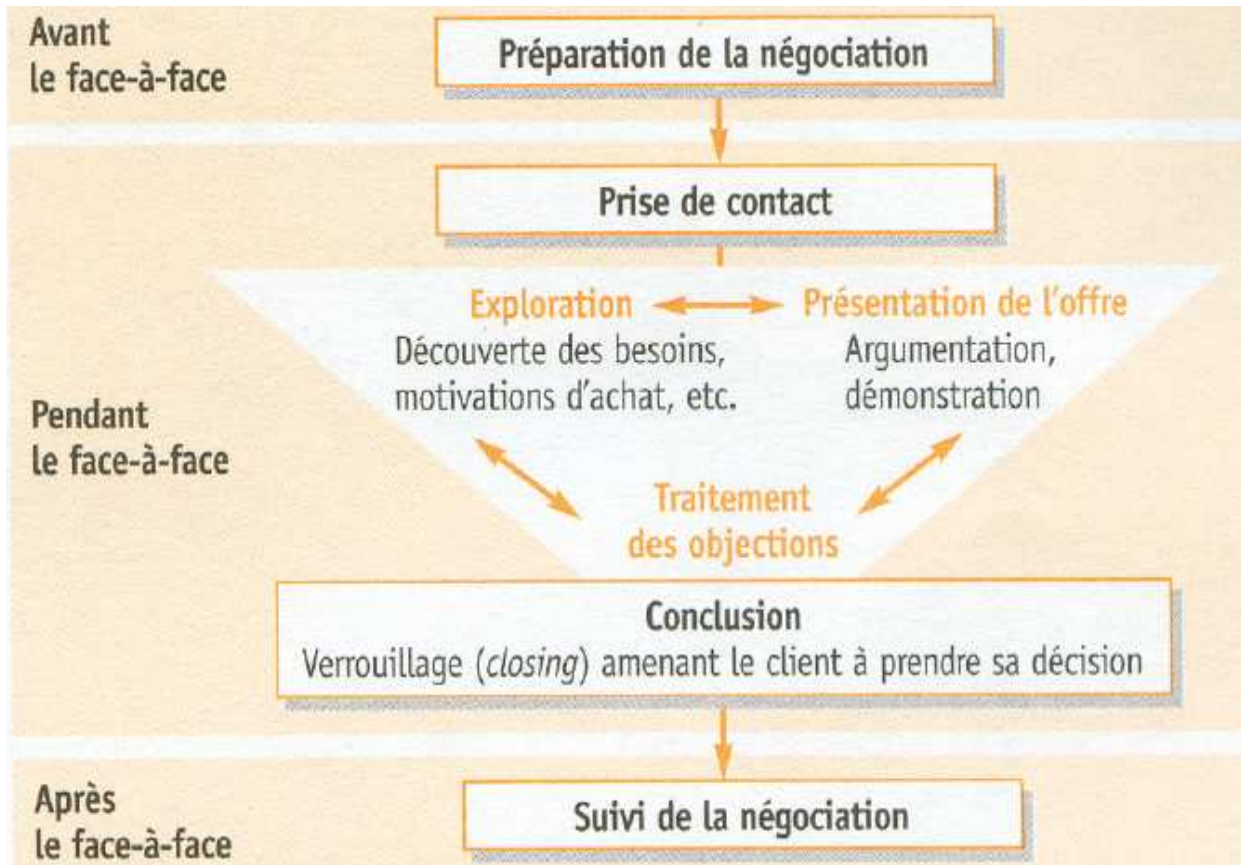 Avant
le face-à-face
Préparation de la négociation
Prise de contact
Pendant
le face-à-face
Exploration
Découverte des besoins,
motivations d'achat, etc.
Présentation de l'offre
Argumentation,
démonstration
Traitement
des objections
Conclusion
Verrouillage (closing) amenant le client à prendre sa décision
Après
le face-à-face
Suivi de la négociation